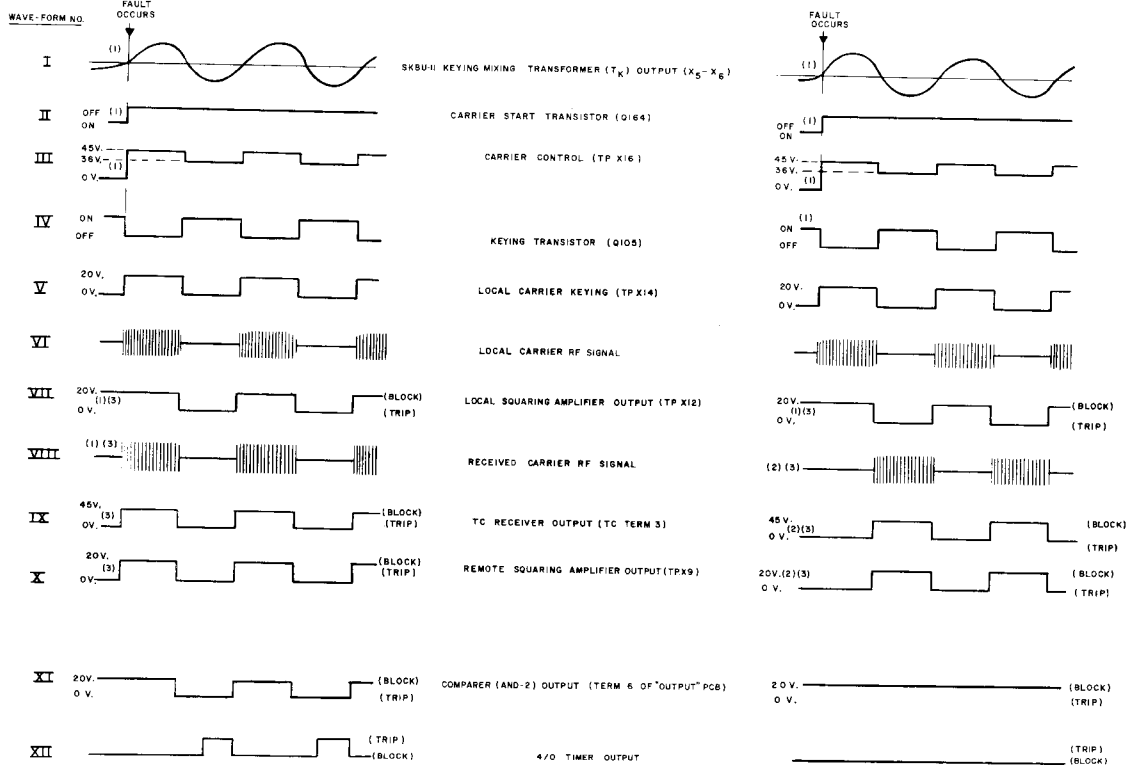 WAVE-FORM NO.
FAULT OCCURS
FAULT OCCURS
I (1) SKBU-11 KEYING MIXING TRANSFORMER (TK) OUTPUT (X5-X6) (1)
II OFF (1) ON CARRIER START TRANSISTOR (Q164) OFF (1) ON
III 45V. 36V. (1) 0V. CARRIER CONTROL (TP X16) 45V. 36V. (1) 0V.
IV ON OFF KEYING TRANSISTOR (Q105) (1) ON OFF
V 20V. 0V. LOCAL CARRIER KEYING (TP X14) 20V. 0V.
VI LOCAL CARRIER RF SIGNAL
VII 20V. (1)(3) 0V. (BLOCK) (TRIP) LOCAL SQUARING AMPLIFIER OUTPUT (TP X12) 20V. (1)(3) 0V. (BLOCK) (TRIP)
VIII (1)(3) RECEIVED CARRIER RF SIGNAL (2)(3)
IX 45V. (3) 0V. (BLOCK) (TRIP) TC RECEIVER OUTPUT (TC TERM 3) 45V. (2)(3) 0V. (BLOCK) (TRIP)
X 20V. (3) 0V. (BLOCK) (TRIP) REMOTE SQUARING AMPLIFIER OUTPUT (TPX9) 20V.(2)(3) 0V. (BLOCK) (TRIP)
XI 20V. 0V. (BLOCK) (TRIP) COMPARER (AND-2) OUTPUT (TERM 6 OF "OUTPUT" PCB) 20V. 0V. (BLOCK) (TRIP)
XII (TRIP) (BLOCK) 4/0 TIMER OUTPUT (TRIP) (BLOCK)